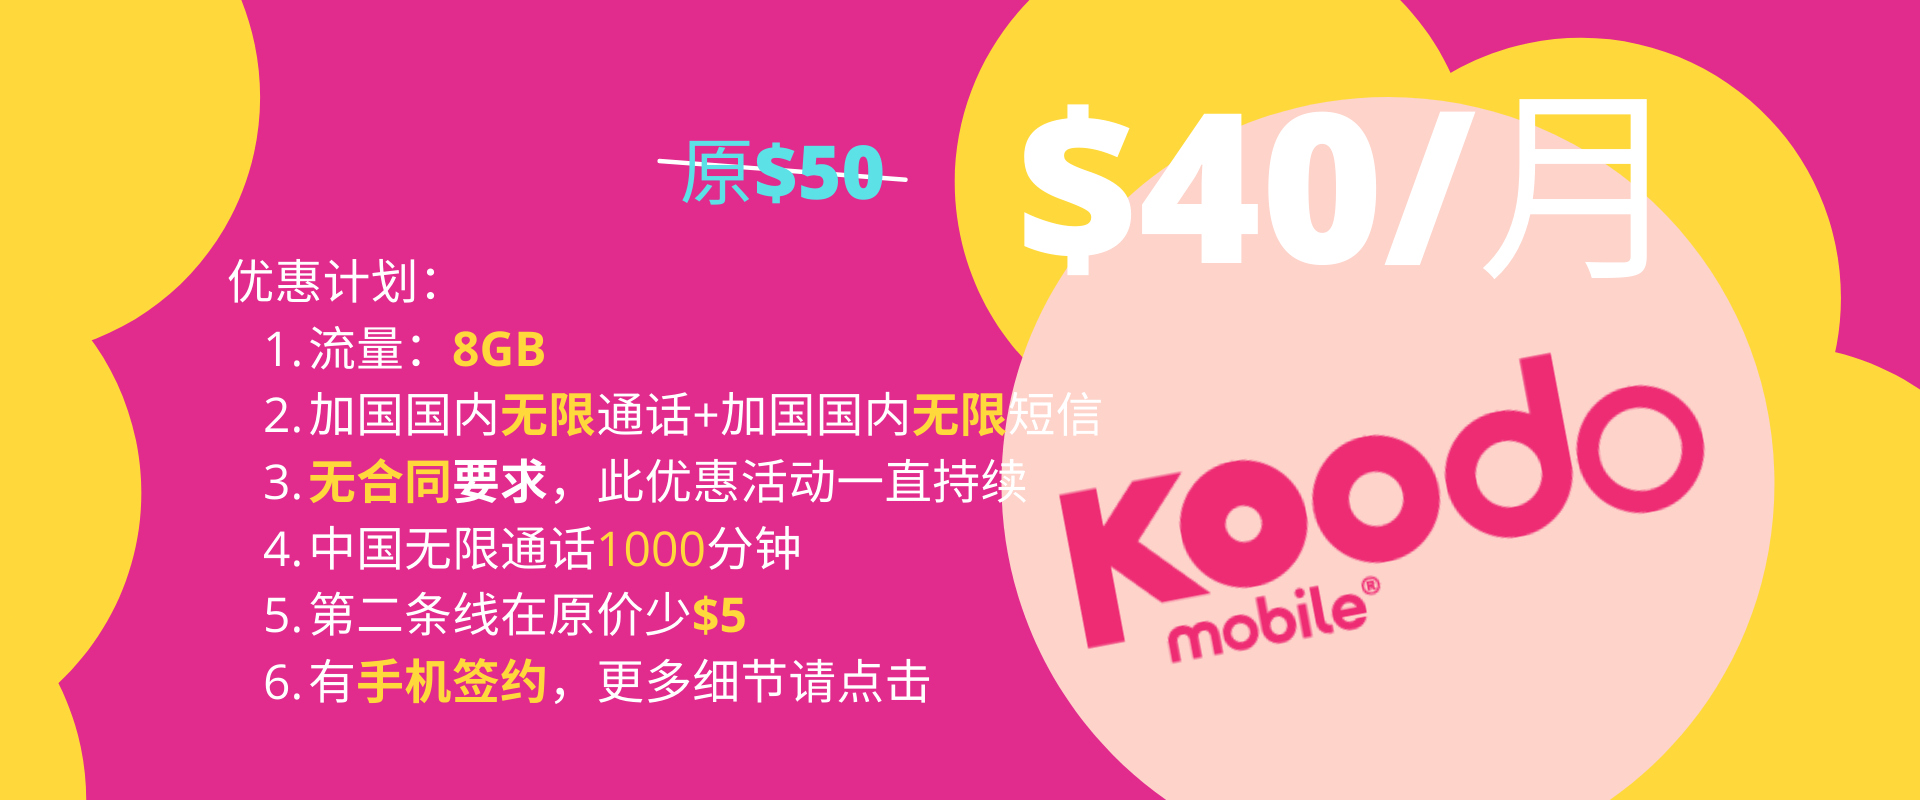 原$50
$40/月
优惠计划：
1. 流量：8GB
2. 加国国内无限通话+加国国内无限短信
3. 无合同要求，此优惠活动一直持续
4. 中国无限通话1000分钟
5. 第二条线在原价少$5
6. 有手机签约，更多细节请点击
koodo
mobile®